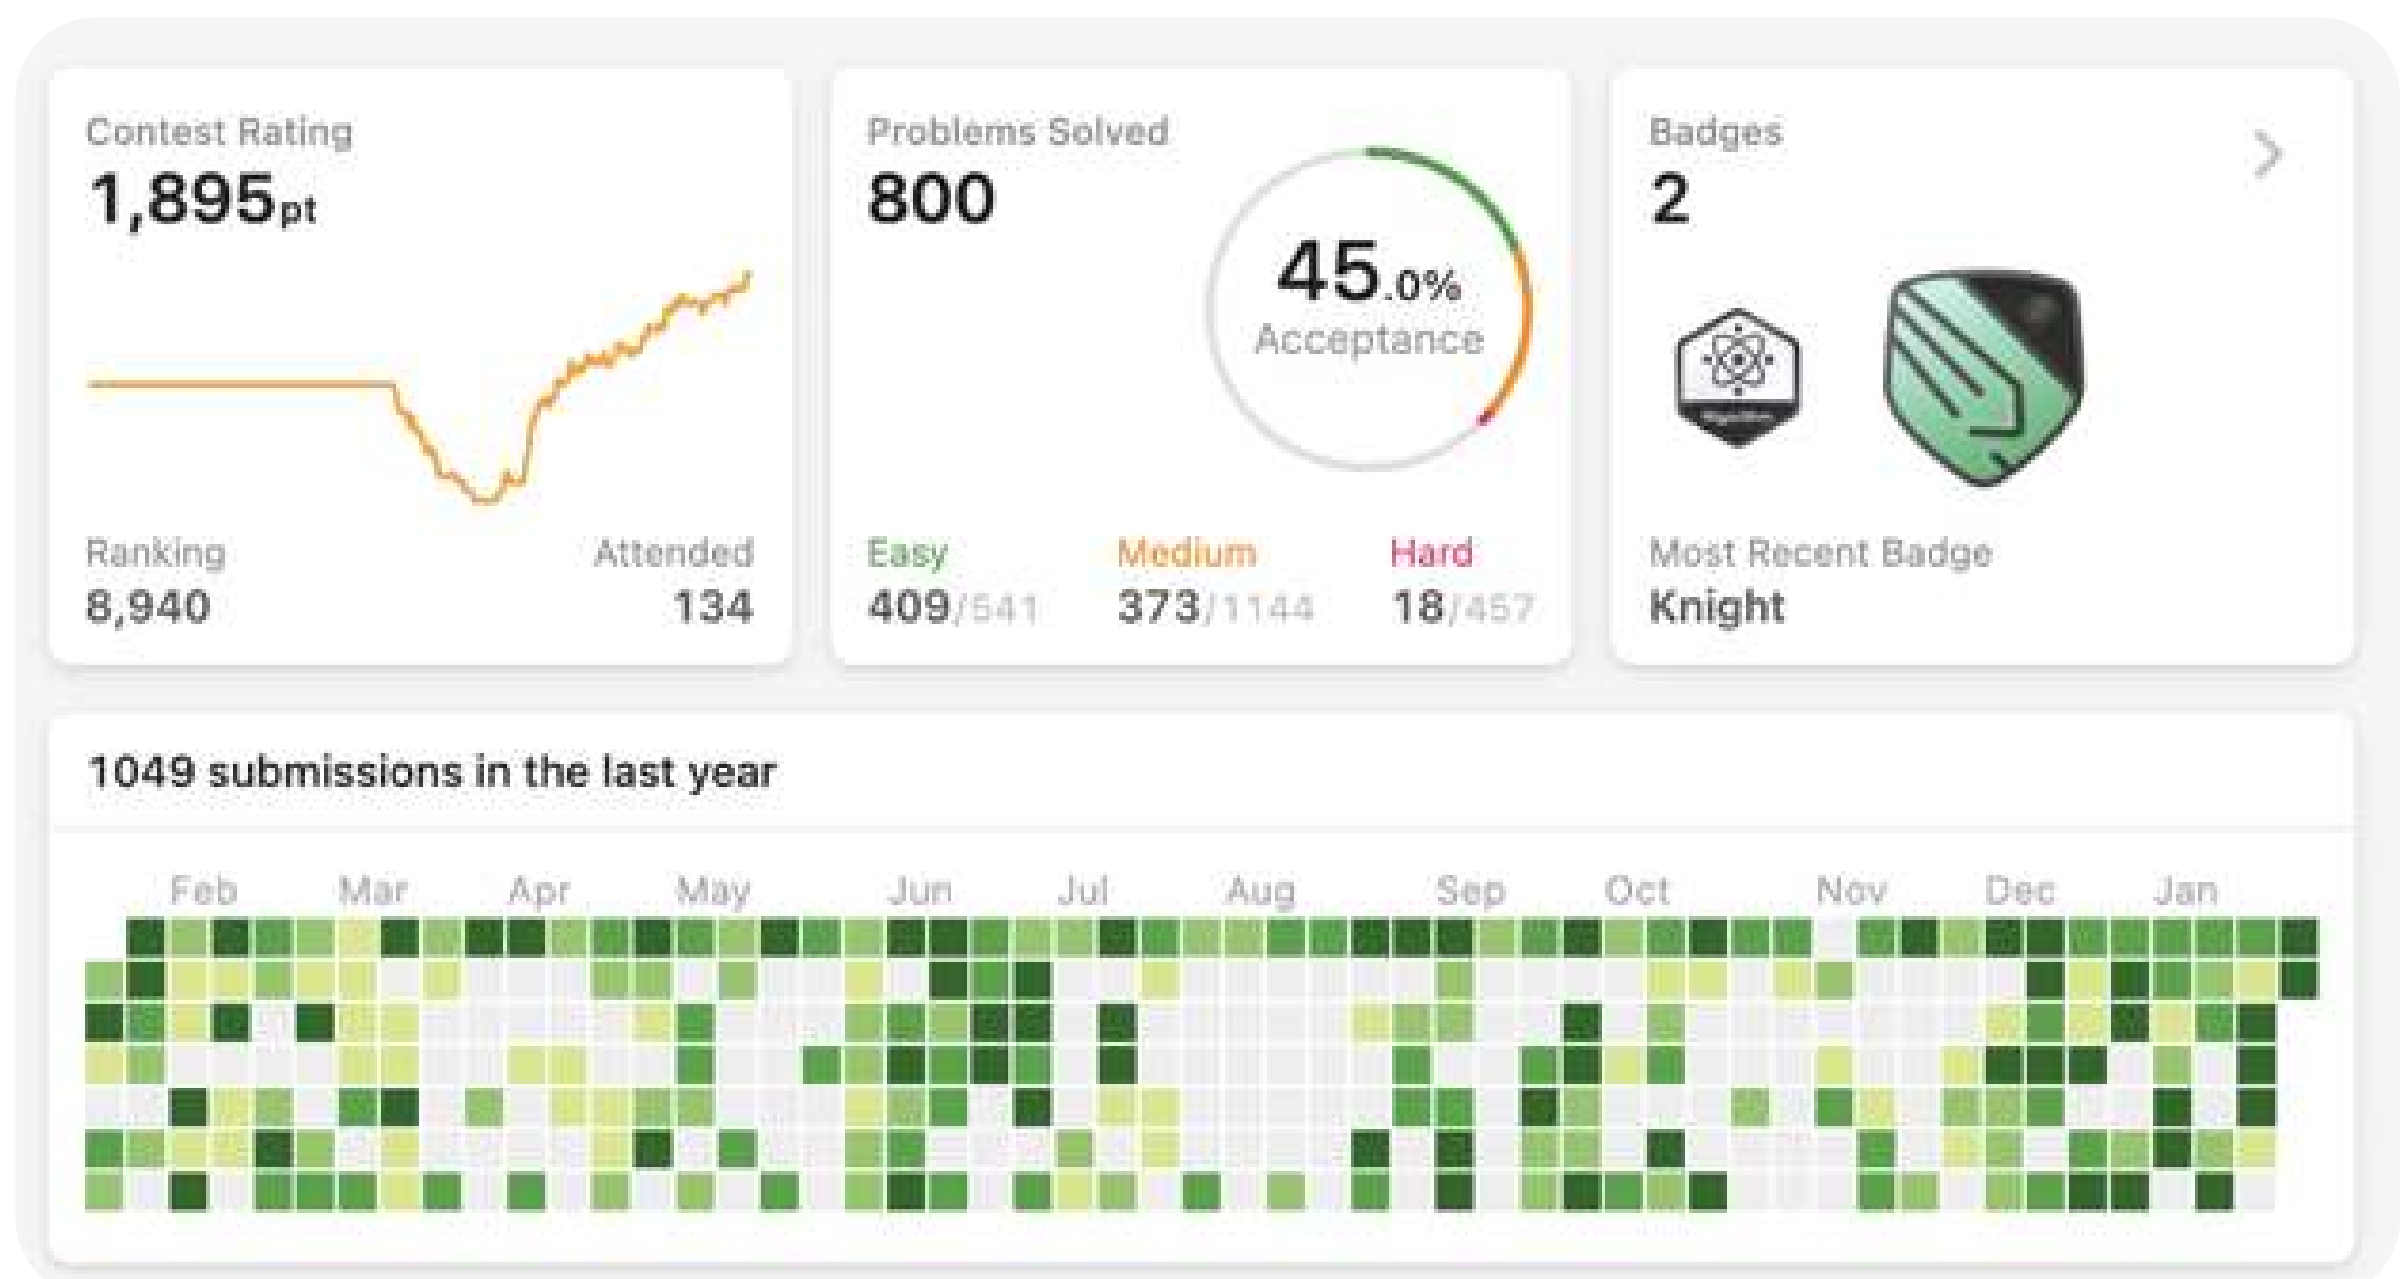 Contest Rating
1,895pt
Ranking
8,940
Attended
134
Problems Solved
800
45.0%
Acceptance
Easy
409/541
Medium
373/1144
Hard
18/457
Badges
2
Most Recent Badge
Knight
1049 submissions in the last year
Feb Mar Apr May Jun Jul Aug Sep Oct Nov Dec Jan